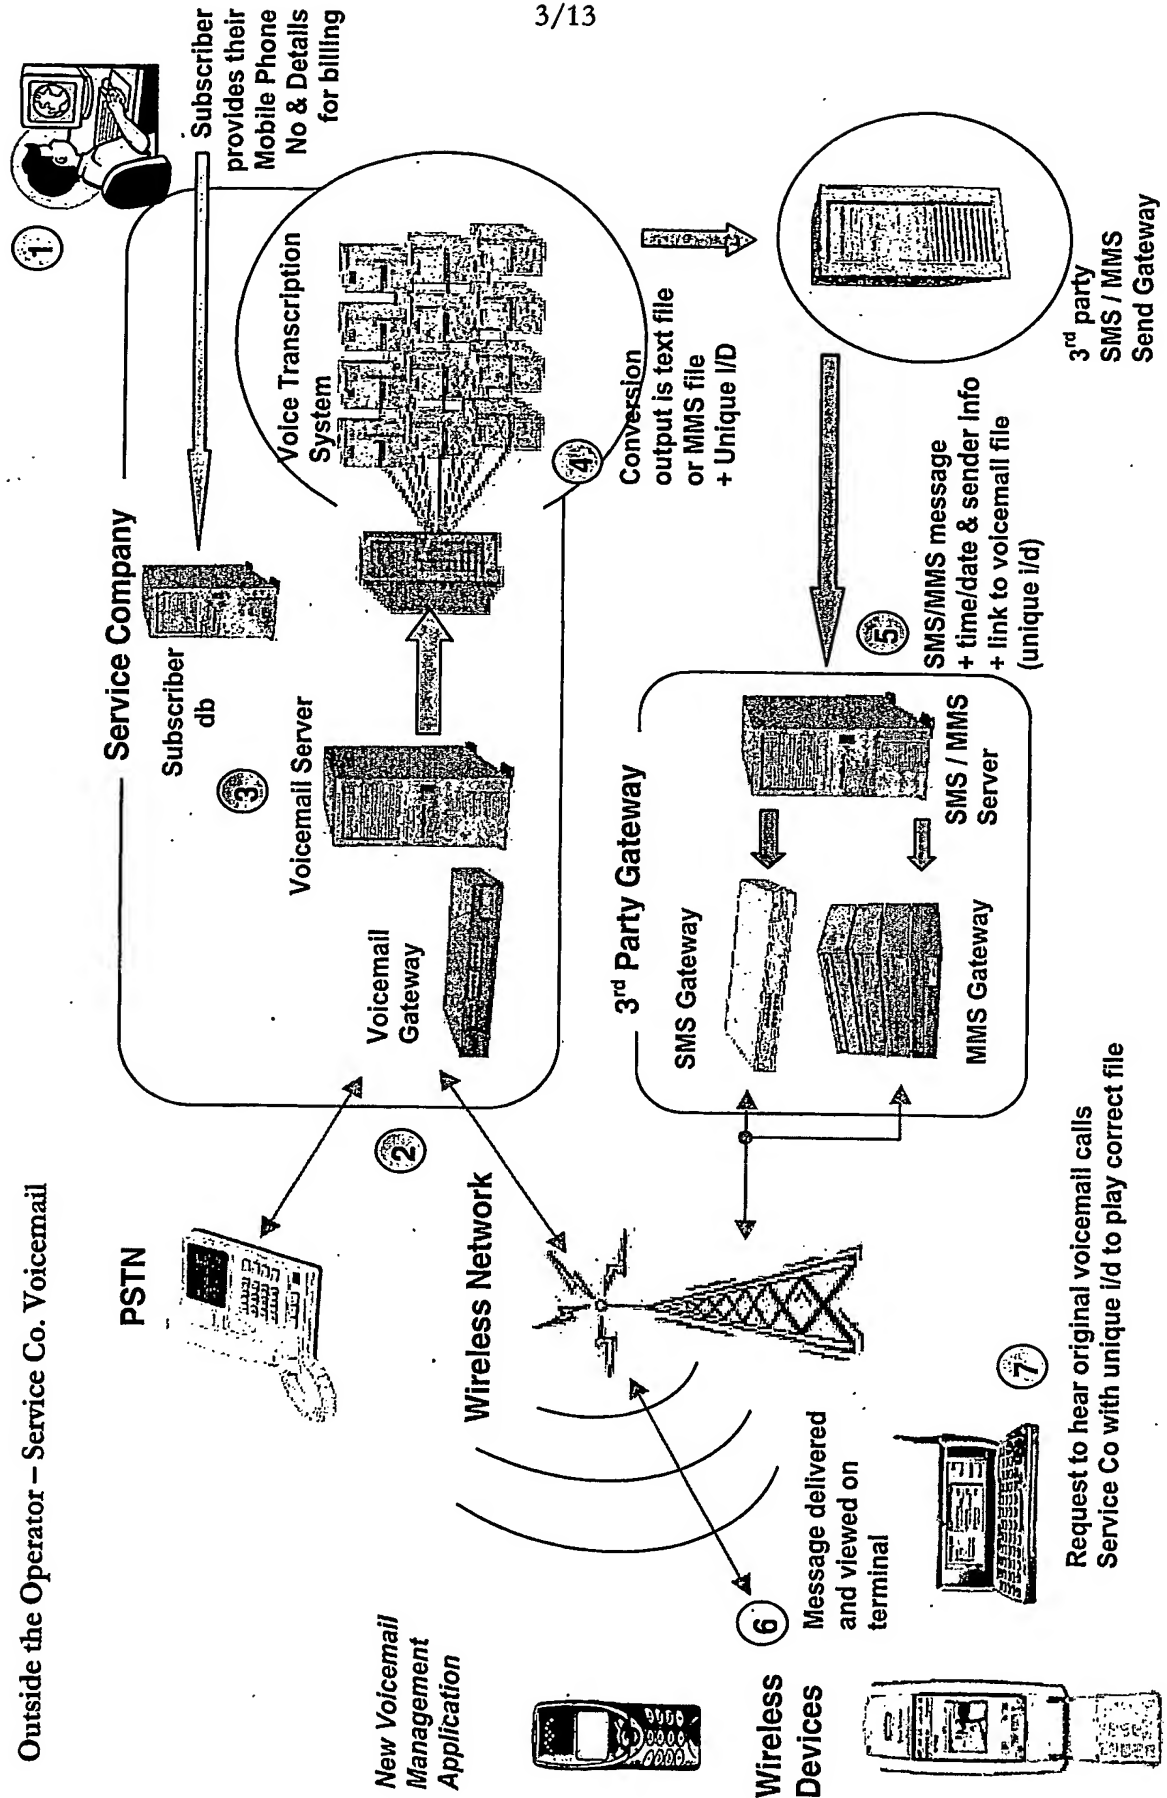 3/13
Outside the Operator – Service Co. Voicemail
1
Subscriber
provides their
Mobile Phone
No & Details
for billing
Service Company
Subscriber
db
3
Voicemail Server
Voicemail
Gateway
Voice Transcription
System
4
Conversion
output is text file
or MMS file
+ Unique I/D
3rd party
SMS / MMS
Send Gateway
5
SMS/MMS message
+ time/date & sender info
+ link to voicemail file
(unique i/d)
3rd Party Gateway
SMS Gateway
MMS Gateway
SMS / MMS
Server
PSTN
2
Wireless Network
New Voicemail
Management
Application
Wireless
Devices
6
Message delivered
and viewed on
terminal
7
Request to hear original voicemail calls
Service Co with unique i/d to play correct file